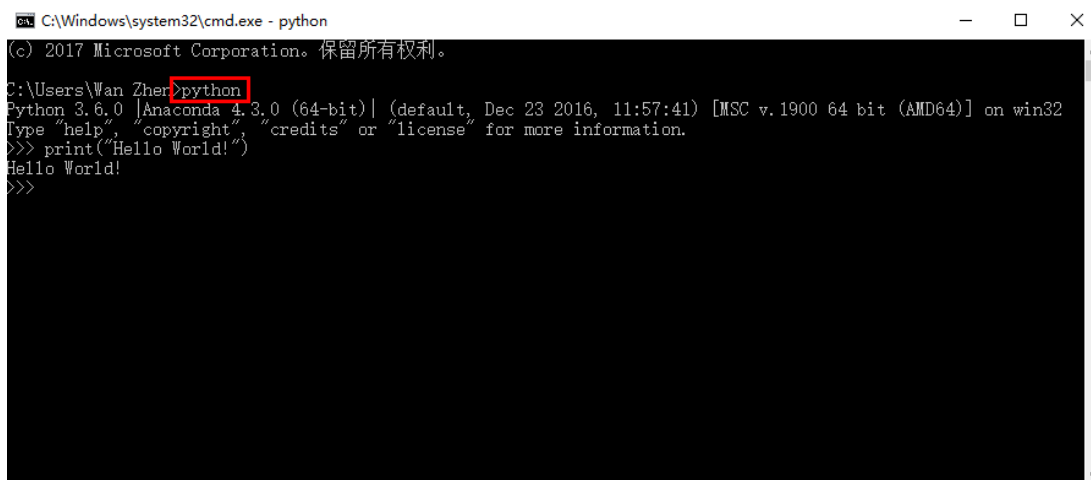 C:\Windows\system32\cmd.exe - python
(c) 2017 Microsoft Corporation。保留所有权利。
C:\Users\Wan Zhen>python
Python 3.6.0 |Anaconda 4.3.0 (64-bit)| (default, Dec 23 2016, 11:57:41) [MSC v.1900 64 bit (AMD64)] on win32
Type "help", "copyright", "credits" or "license" for more information.
>>> print("Hello World!")
Hello World!
>>>